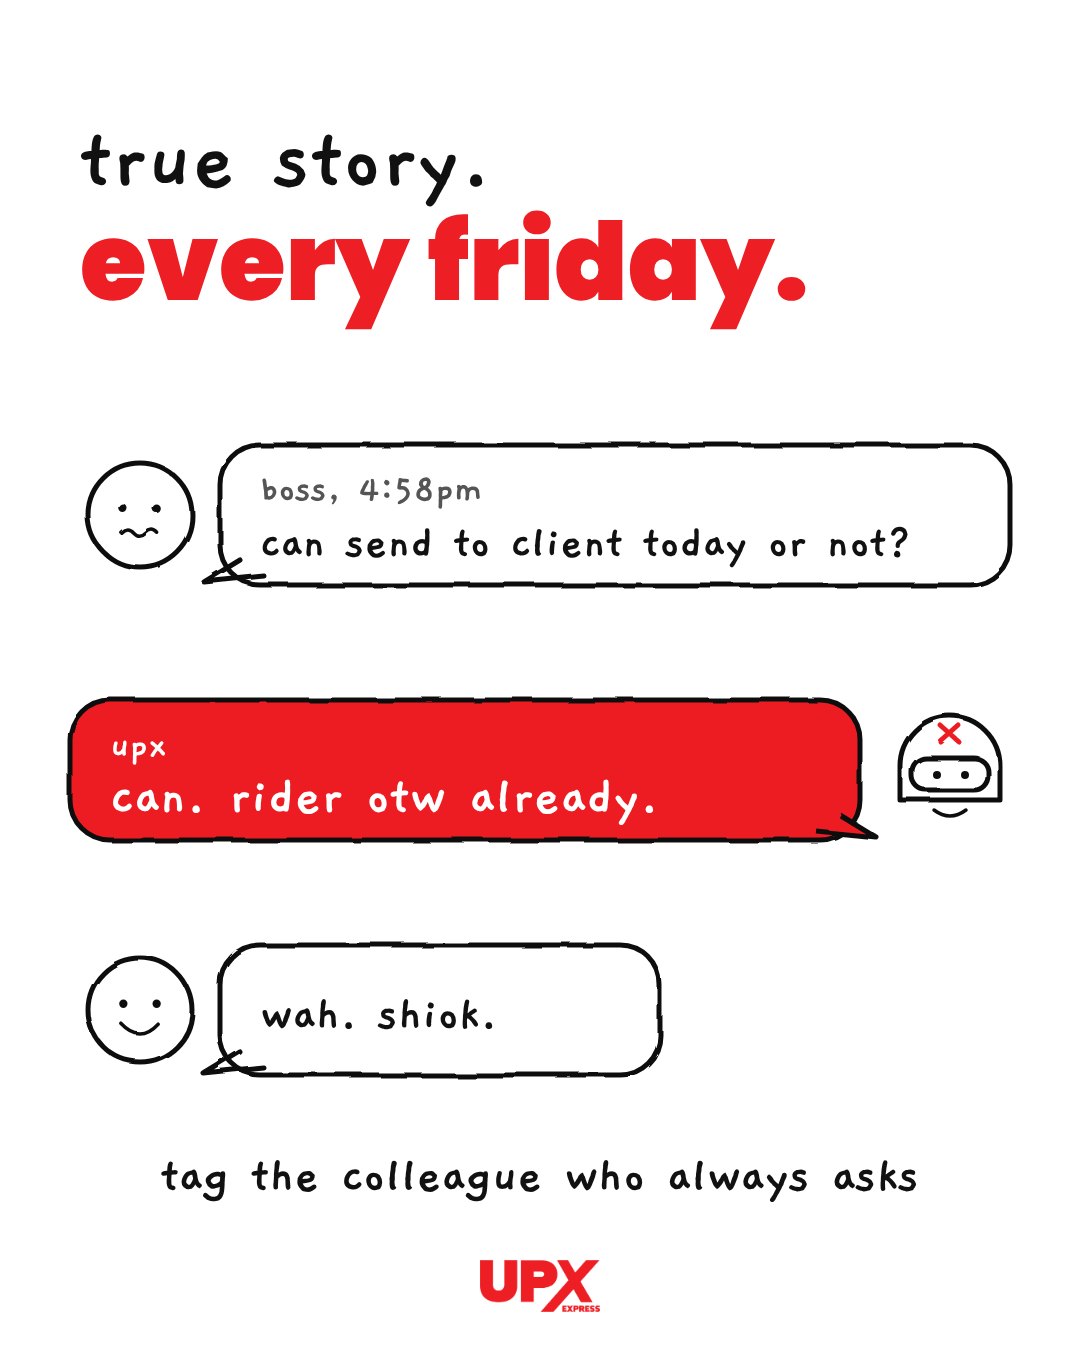 true story.
every friday.
boss, 4:58pm
can send to client today or not?
upx
can. rider otw already.
wah. shiok.
tag the colleague who always asks
UPX
EXPRESS